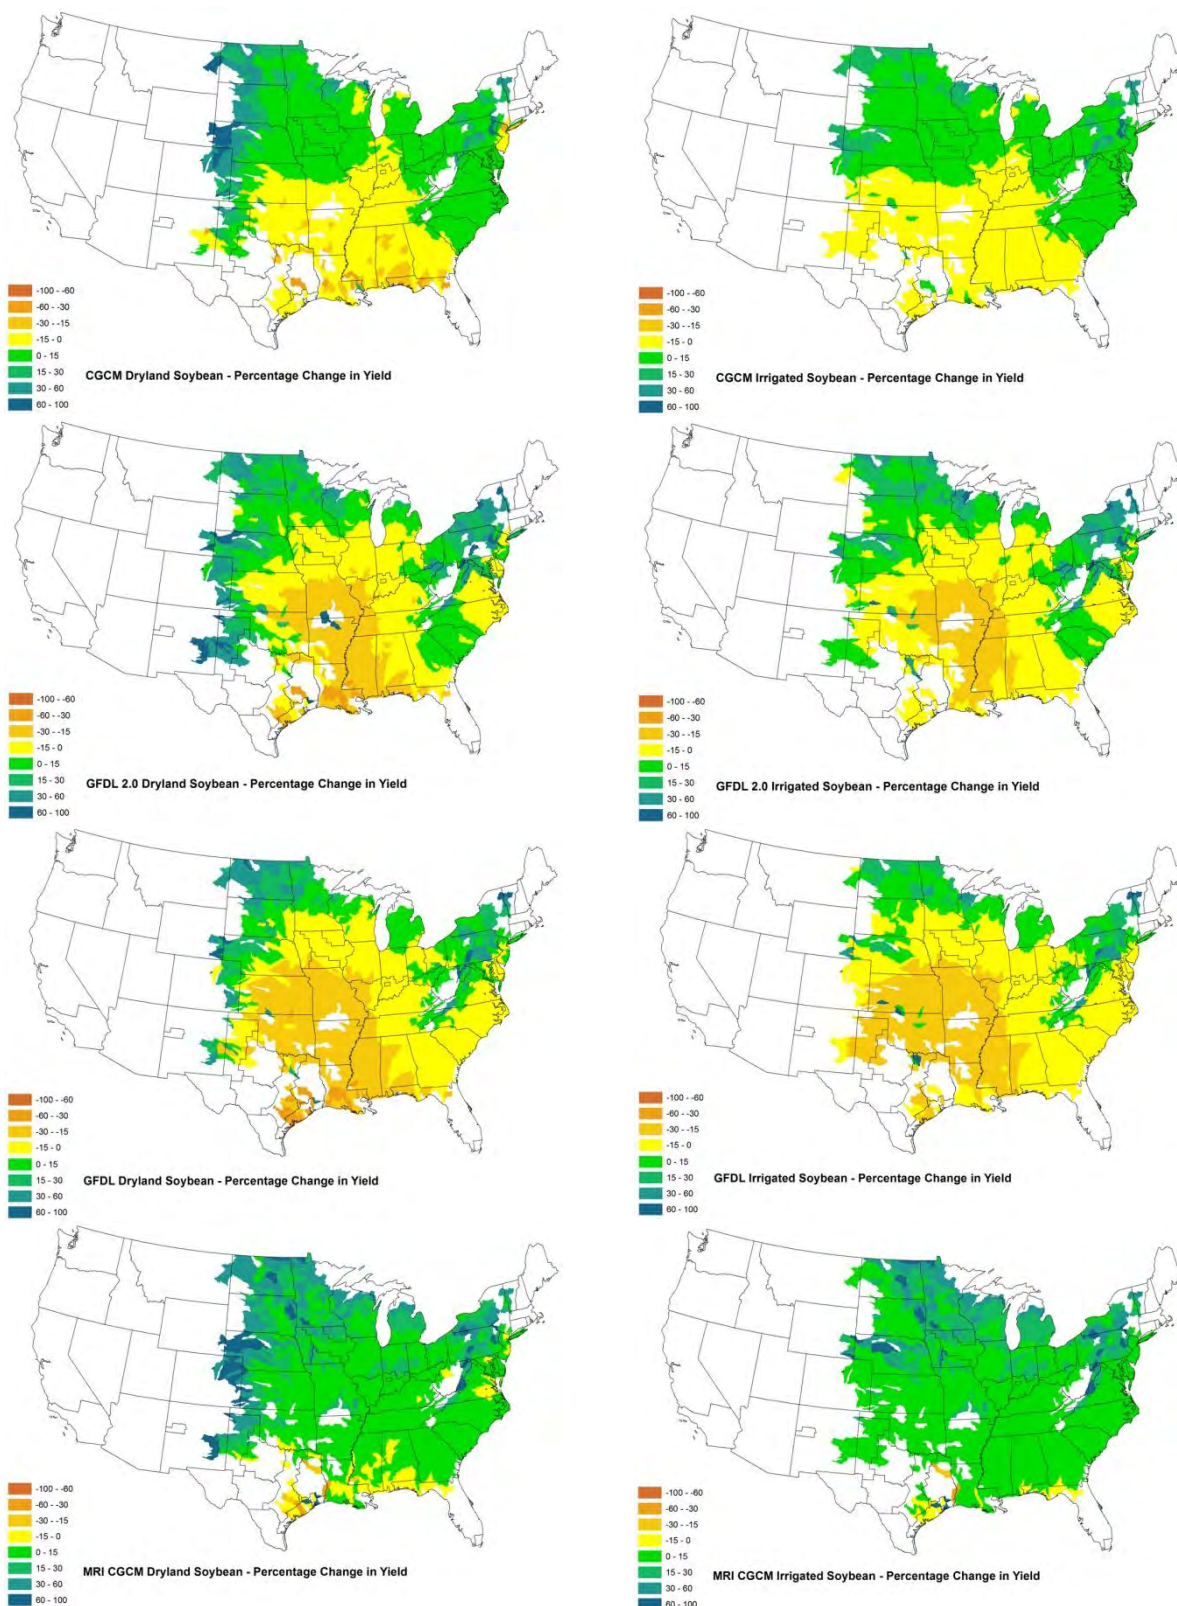 -100 - -60
-60 - -30
-30 - -15
-15 - 0
0 - 15
15 - 30
30 - 60
60 - 100
CGCM Dryland Soybean - Percentage Change in Yield
-100 - -60
-60 - -30
-30 - -15
-15 - 0
0 - 15
15 - 30
30 - 60
60 - 100
CGCM Irrigated Soybean - Percentage Change in Yield
-100 - -60
-60 - -30
-30 - -15
-15 - 0
0 - 15
15 - 30
30 - 60
60 - 100
GFDL 2.0 Dryland Soybean - Percentage Change in Yield
-100 - -60
-60 - -30
-30 - -15
-15 - 0
0 - 15
15 - 30
30 - 60
60 - 100
GFDL 2.0 Irrigated Soybean - Percentage Change in Yield
-100 - -60
-60 - -30
-30 - -15
-15 - 0
0 - 15
15 - 30
30 - 60
60 - 100
GFDL Dryland Soybean - Percentage Change in Yield
-100 - -60
-60 - -30
-30 - -15
-15 - 0
0 - 15
15 - 30
30 - 60
60 - 100
GFDL Irrigated Soybean - Percentage Change in Yield
-100 - -60
-60 - -30
-30 - -15
-15 - 0
0 - 15
15 - 30
30 - 60
60 - 100
MRI CGCM Dryland Soybean - Percentage Change in Yield
-100 - -60
-60 - -30
-30 - -15
-15 - 0
0 - 15
15 - 30
30 - 60
60 - 100
MRI CGCM Irrigated Soybean - Percentage Change in Yield